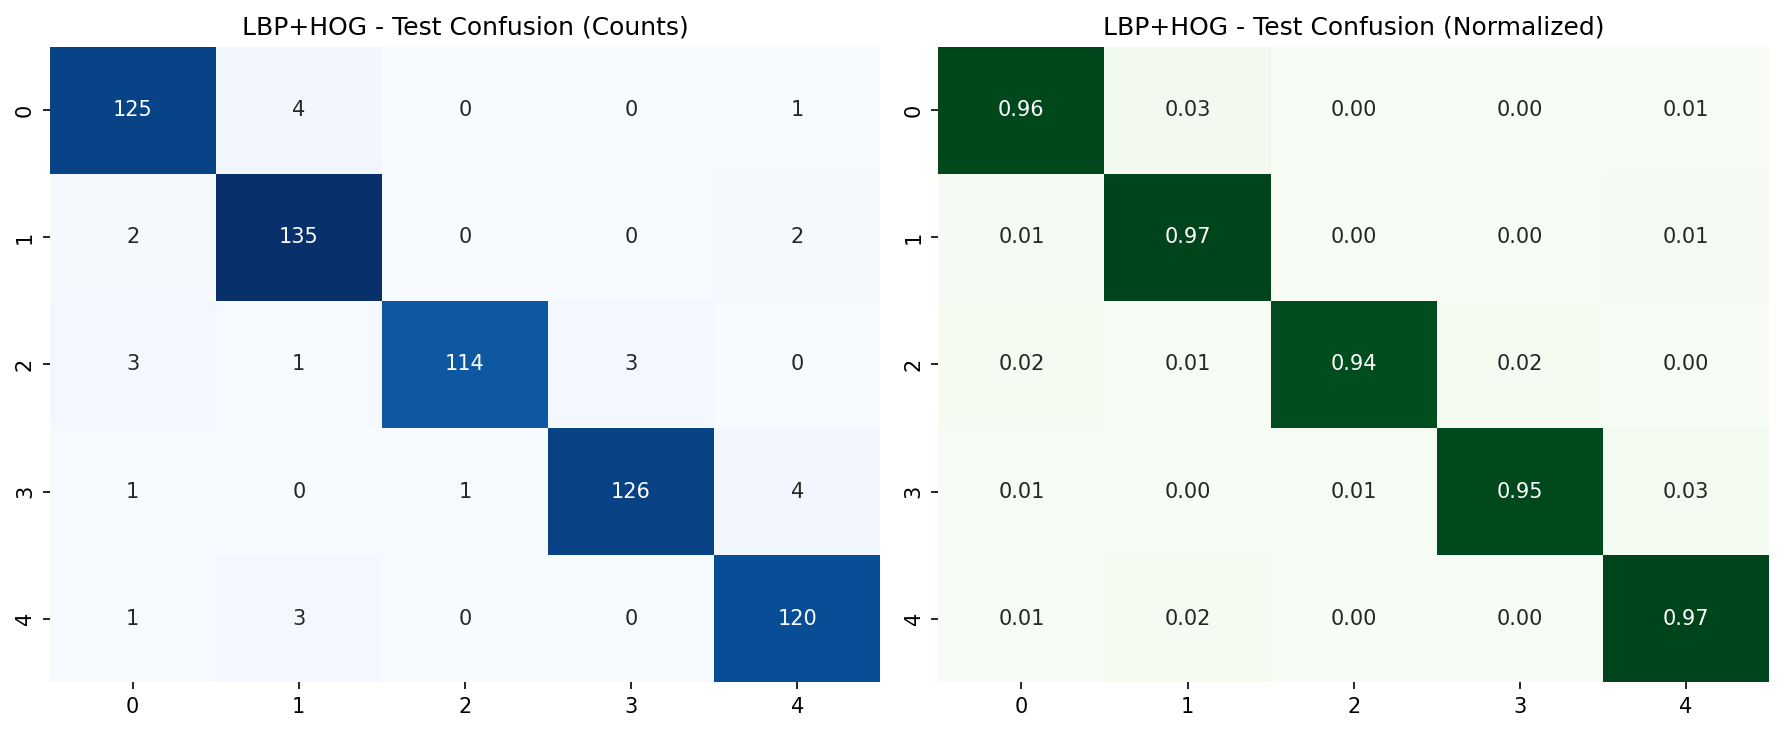 LBP+HOG - Test Confusion (Counts)
0 125 4 0 0 1
1 2 135 0 0 2
2 3 1 114 3 0
3 1 0 1 126 4
4 1 3 0 0 120
0 1 2 3 4
LBP+HOG - Test Confusion (Normalized)
0 0.96 0.03 0.00 0.00 0.01
1 0.01 0.97 0.00 0.00 0.01
2 0.02 0.01 0.94 0.02 0.00
3 0.01 0.00 0.01 0.95 0.03
4 0.01 0.02 0.00 0.00 0.97
0 1 2 3 4